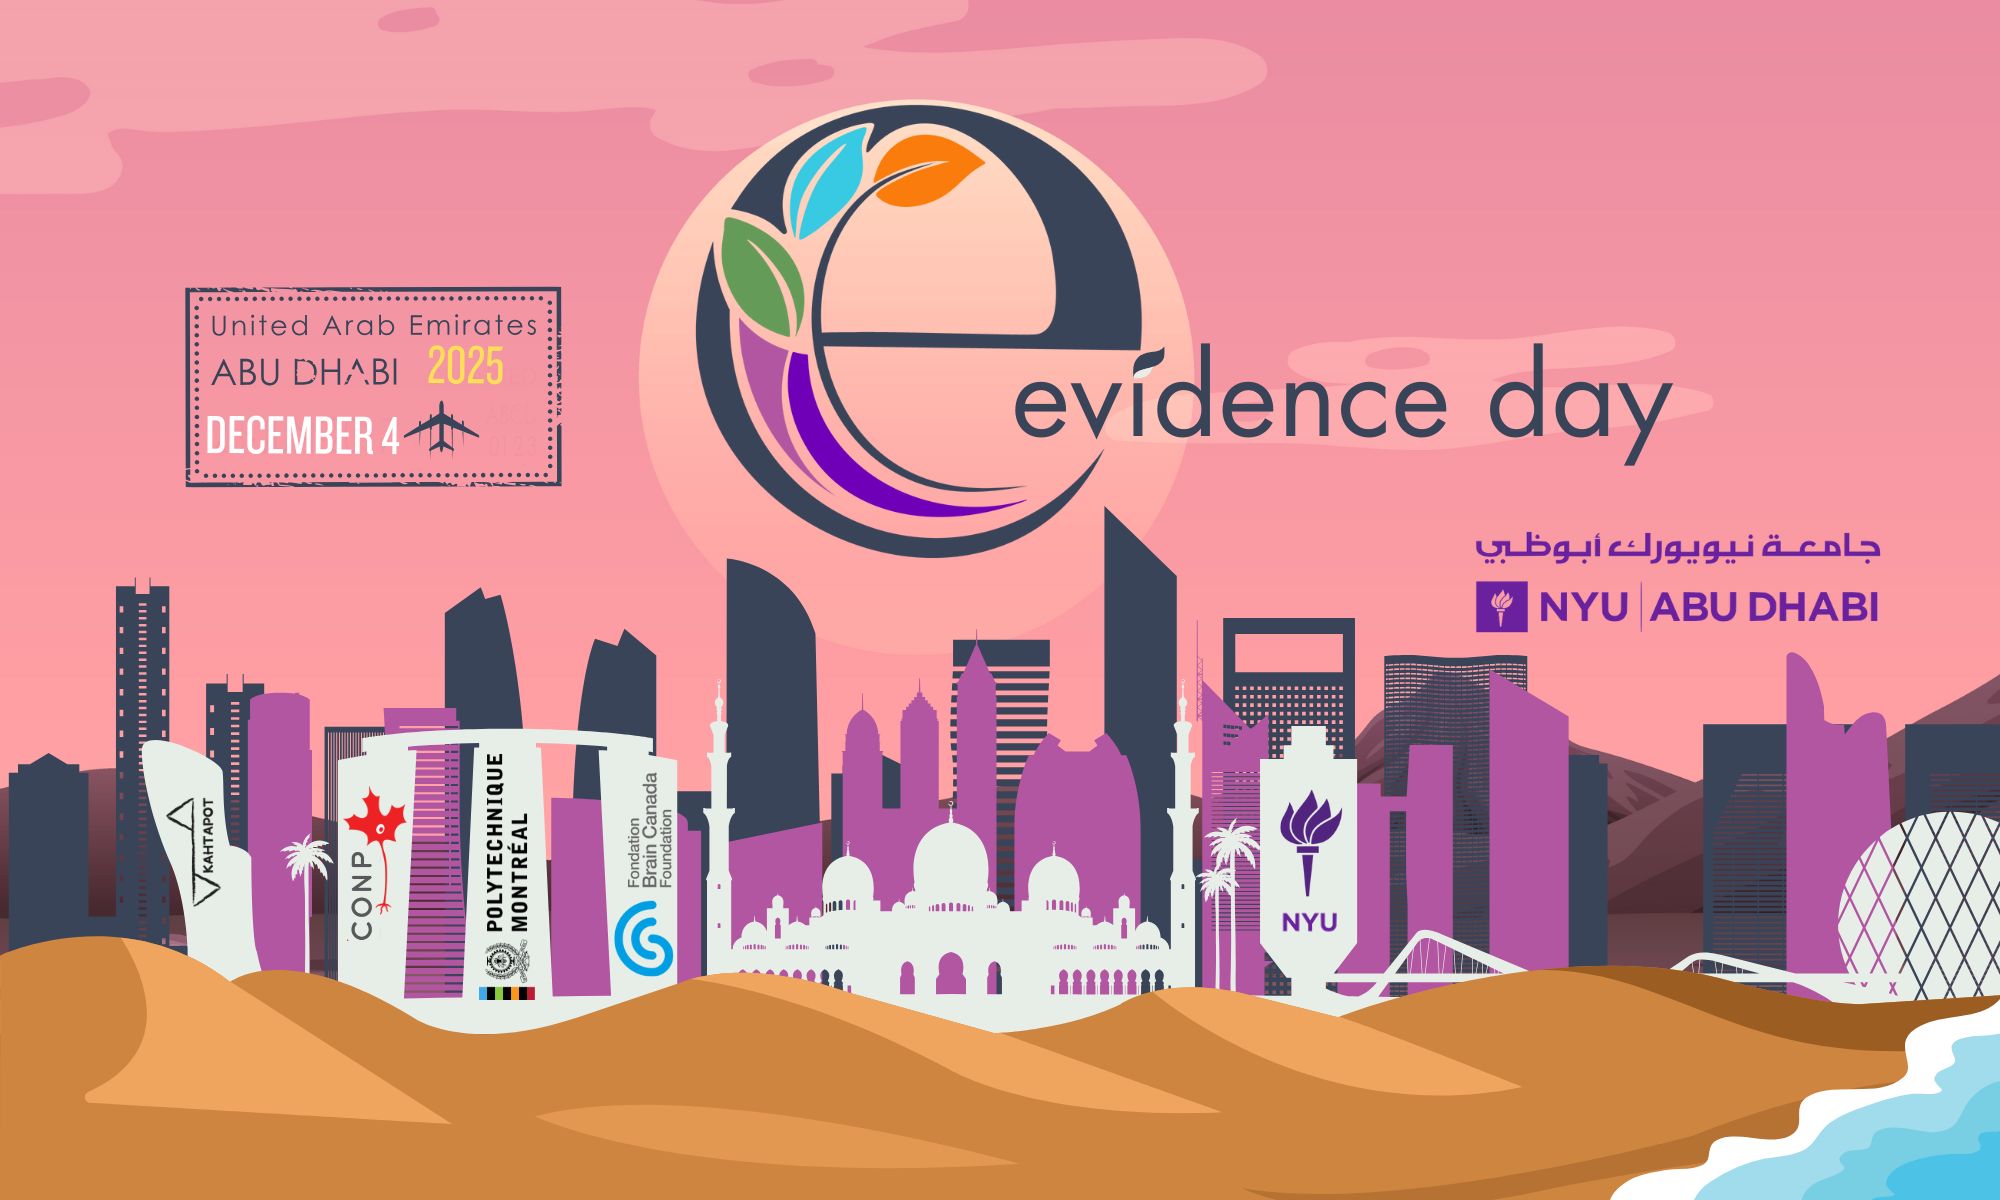 United Arab Emirates
ABU DHABI 2025
DECEMBER 4
evidence day
جامعة نيويورك أبوظبي
NYU ABU DHABI
KAHTAPOT
CONP
POLYTECHNIQUE
MONTRÉAL
Fondation
Brain Canada
Foundation
NYU